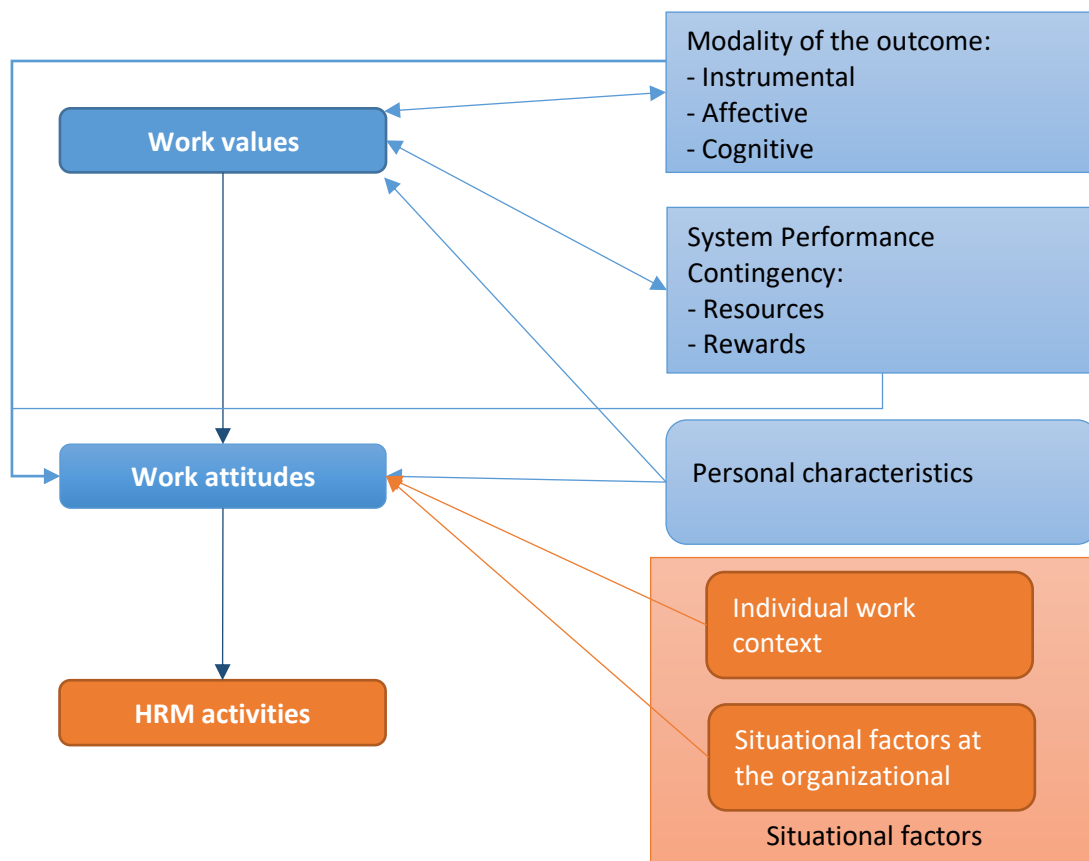 Modality of the outcome:
- Instrumental
- Affective
- Cognitive
Work values
System Performance
Contingency:
- Resources
- Rewards
Work attitudes
Personal characteristics
Individual work
context
HRM activities
Situational factors at
the organizational
Situational factors